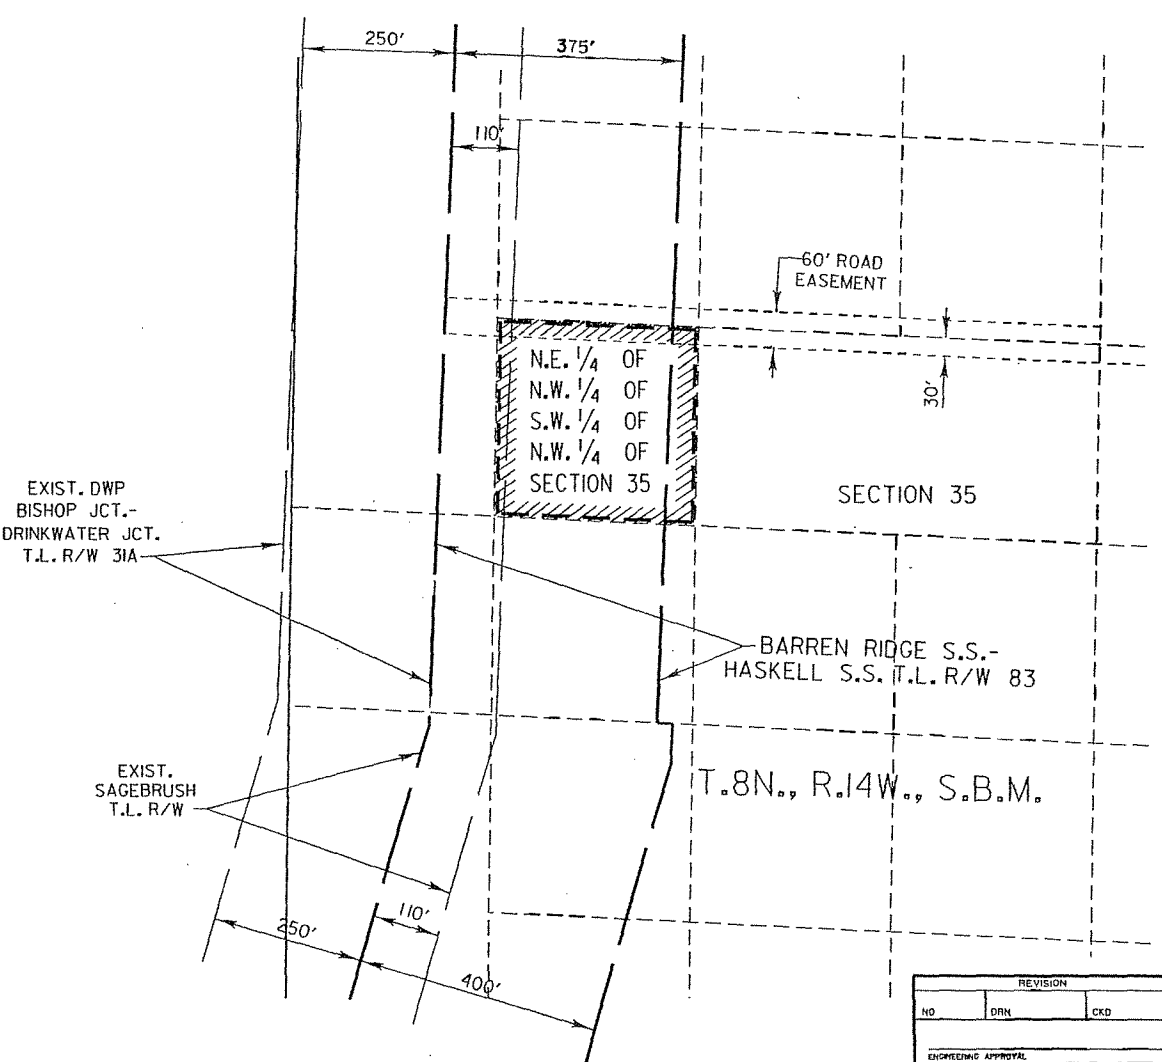 250'
375'
110'
60' ROAD
EASEMENT
30'
N.E. 1/4 OF
N.W. 1/4 OF
S.W. 1/4 OF
N.W. 1/4 OF
SECTION 35
SECTION 35
EXIST. DWP
BISHOP JCT.-
DRINKWATER JCT.
T.L. R/W 31A
BARREN RIDGE S.S.-
HASKELL S.S. T.L. R/W 83
EXIST.
SAGEBRUSH
T.L. R/W
T.8N., R.14W., S.B.M.
110'
250'
400'
REVISION
NO DRN CKD
ENGINEERING APPROVAL